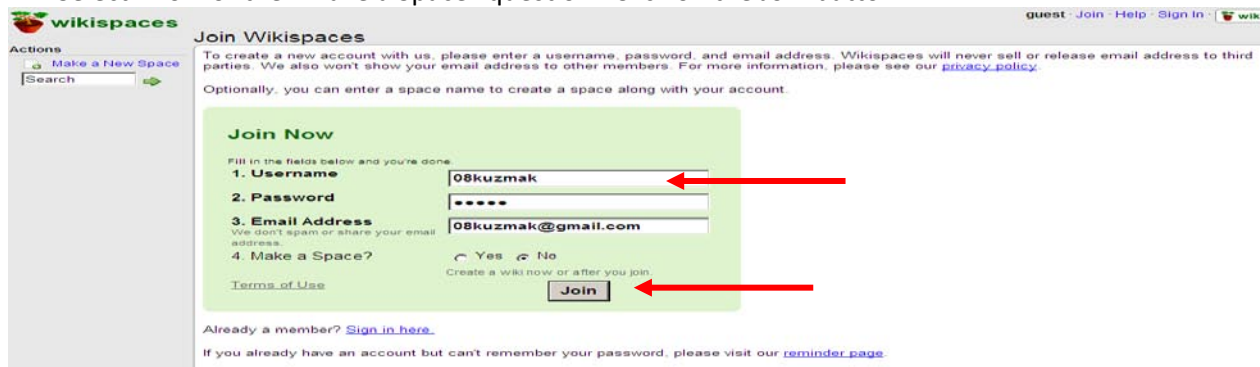 wikispaces
guest · Join · Help · Sign In · wik
Actions
Make a New Space
Search
Join Wikispaces
To create a new account with us, please enter a username, password, and email address. Wikispaces will never sell or release email address to third
parties. We also won't show your email address to other members. For more information, please see our privacy policy.
Optionally, you can enter a space name to create a space along with your account.
Join Now
Fill in the fields below and you're done.
1. Username 08kuzmak
2. Password •••••
3. Email Address 08kuzmak@gmail.com
We don't spam or share your email
address.
4. Make a Space? Yes No
Create a wiki now or after you join.
Terms of Use Join
Already a member? Sign in here.
If you already have an account but can't remember your password, please visit our reminder page.